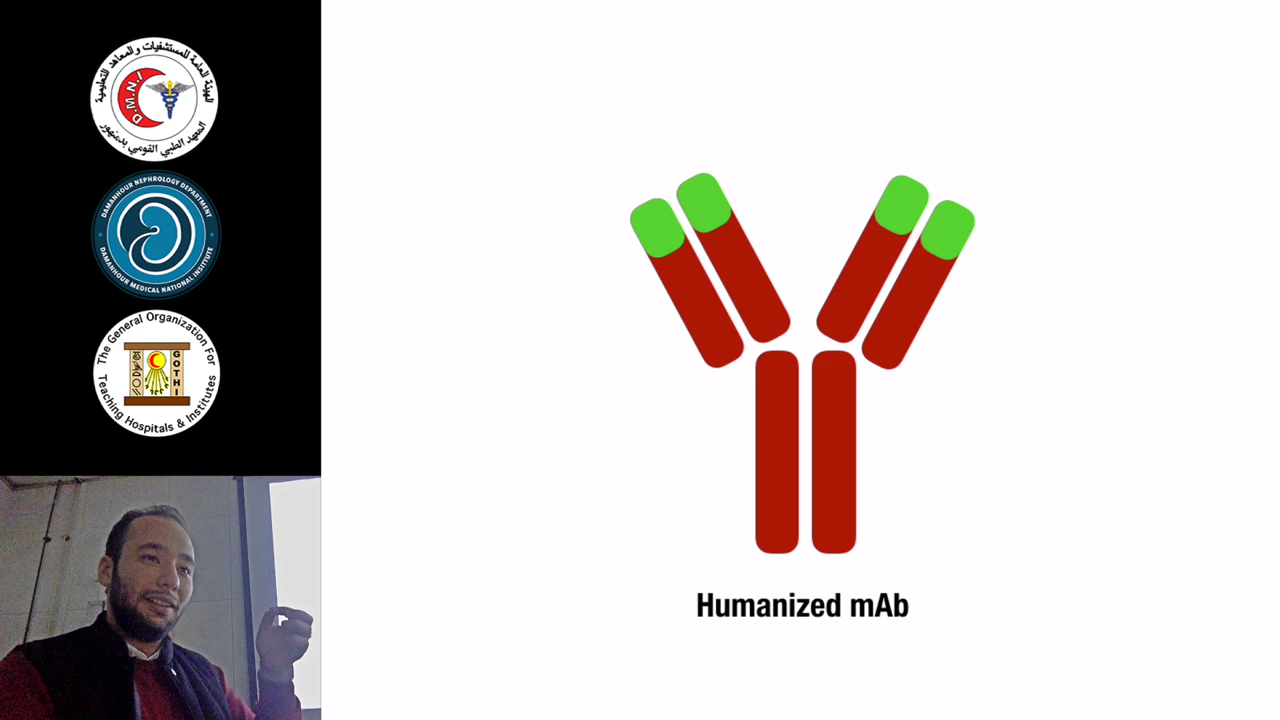 الهيئة العامة للمستشفيات والمعاهد التعليمية
D.M.N.I
المعهد الطبي القومي بدمنهور
DAMANHOUR NEPHROLOGY DEPARTMENT
DAMANHOUR MEDICAL NATIONAL INSTITUTE
The General Organization For
GOTHI
Teaching Hospitals & Institutes
Humanized mAb